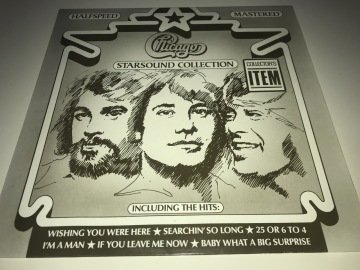 HALFSPEED MASTERED
Chicago
STARSOUND COLLECTION
COLLECTOR'S
ITEM
INCLUDING THE HITS:
WISHING YOU WERE HERE ★ SEARCHIN' SO LONG ★ 25 OR 6 TO 4
I'M A MAN ★ IF YOU LEAVE ME NOW ★ BABY WHAT A BIG SURPRISE